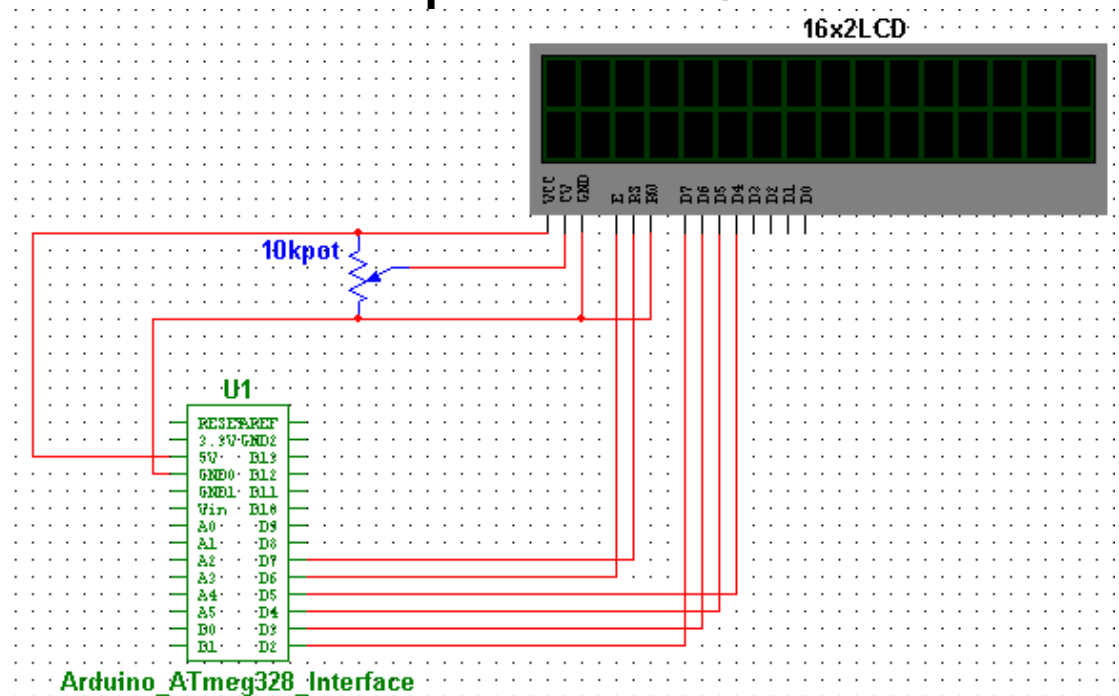 16x2LCD
VCC CV GND E RS RW D7 D6 D5 D4 D3 D2 D1 D0
10kpot
U1
RESET AREF
3.3V GND2
5V B13
GND0 B12
GND1 B11
Vin B10
A0 D9
A1 D8
A2 D7
A3 D6
A4 D5
A5 D4
B0 D3
B1 D2
Arduino_ATmeg328_Interface